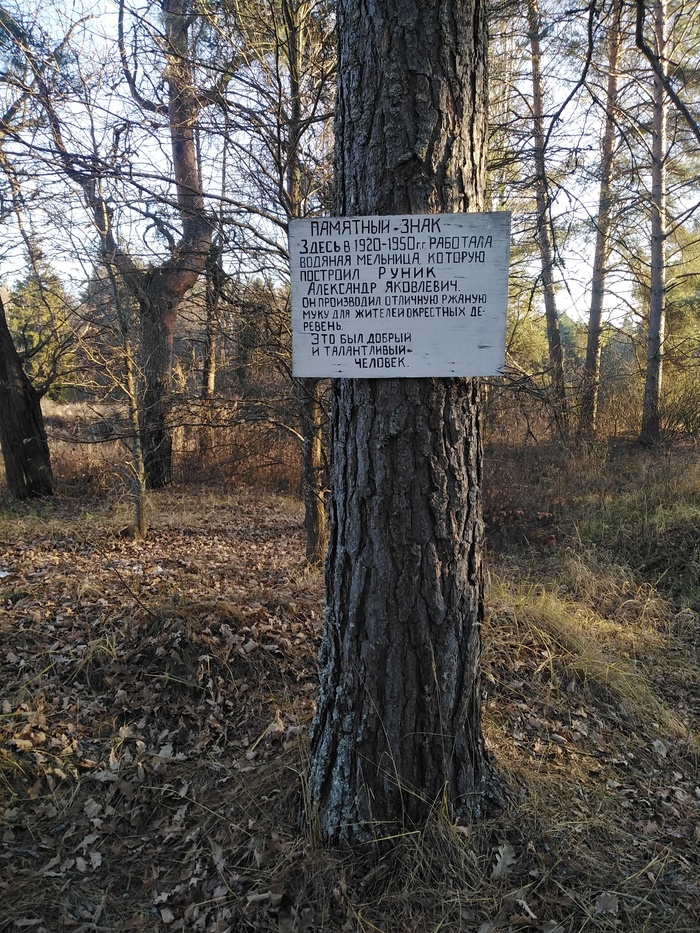 ПАМЯТНЫЙ ЗНАК
ЗДЕСЬ В 1920-1950 г.г. РАБОТАЛА
ВОДЯНАЯ МЕЛЬНИЦА, КОТОРУЮ
ПОСТРОИЛ РУНИК
АЛЕКСАНДР ЯКОВЛЕВИЧ.
ОН ПРОИЗВОДИЛ ОТЛИЧНУЮ РЖАНУЮ
МУКУ ДЛЯ ЖИТЕЛЕЙ ОКРЕСТНЫХ ДЕ-
РЕВЕНЬ.
ЭТО БЫЛ ДОБРЫЙ
И ТАЛАНТЛИВЫЙ
ЧЕЛОВЕК.